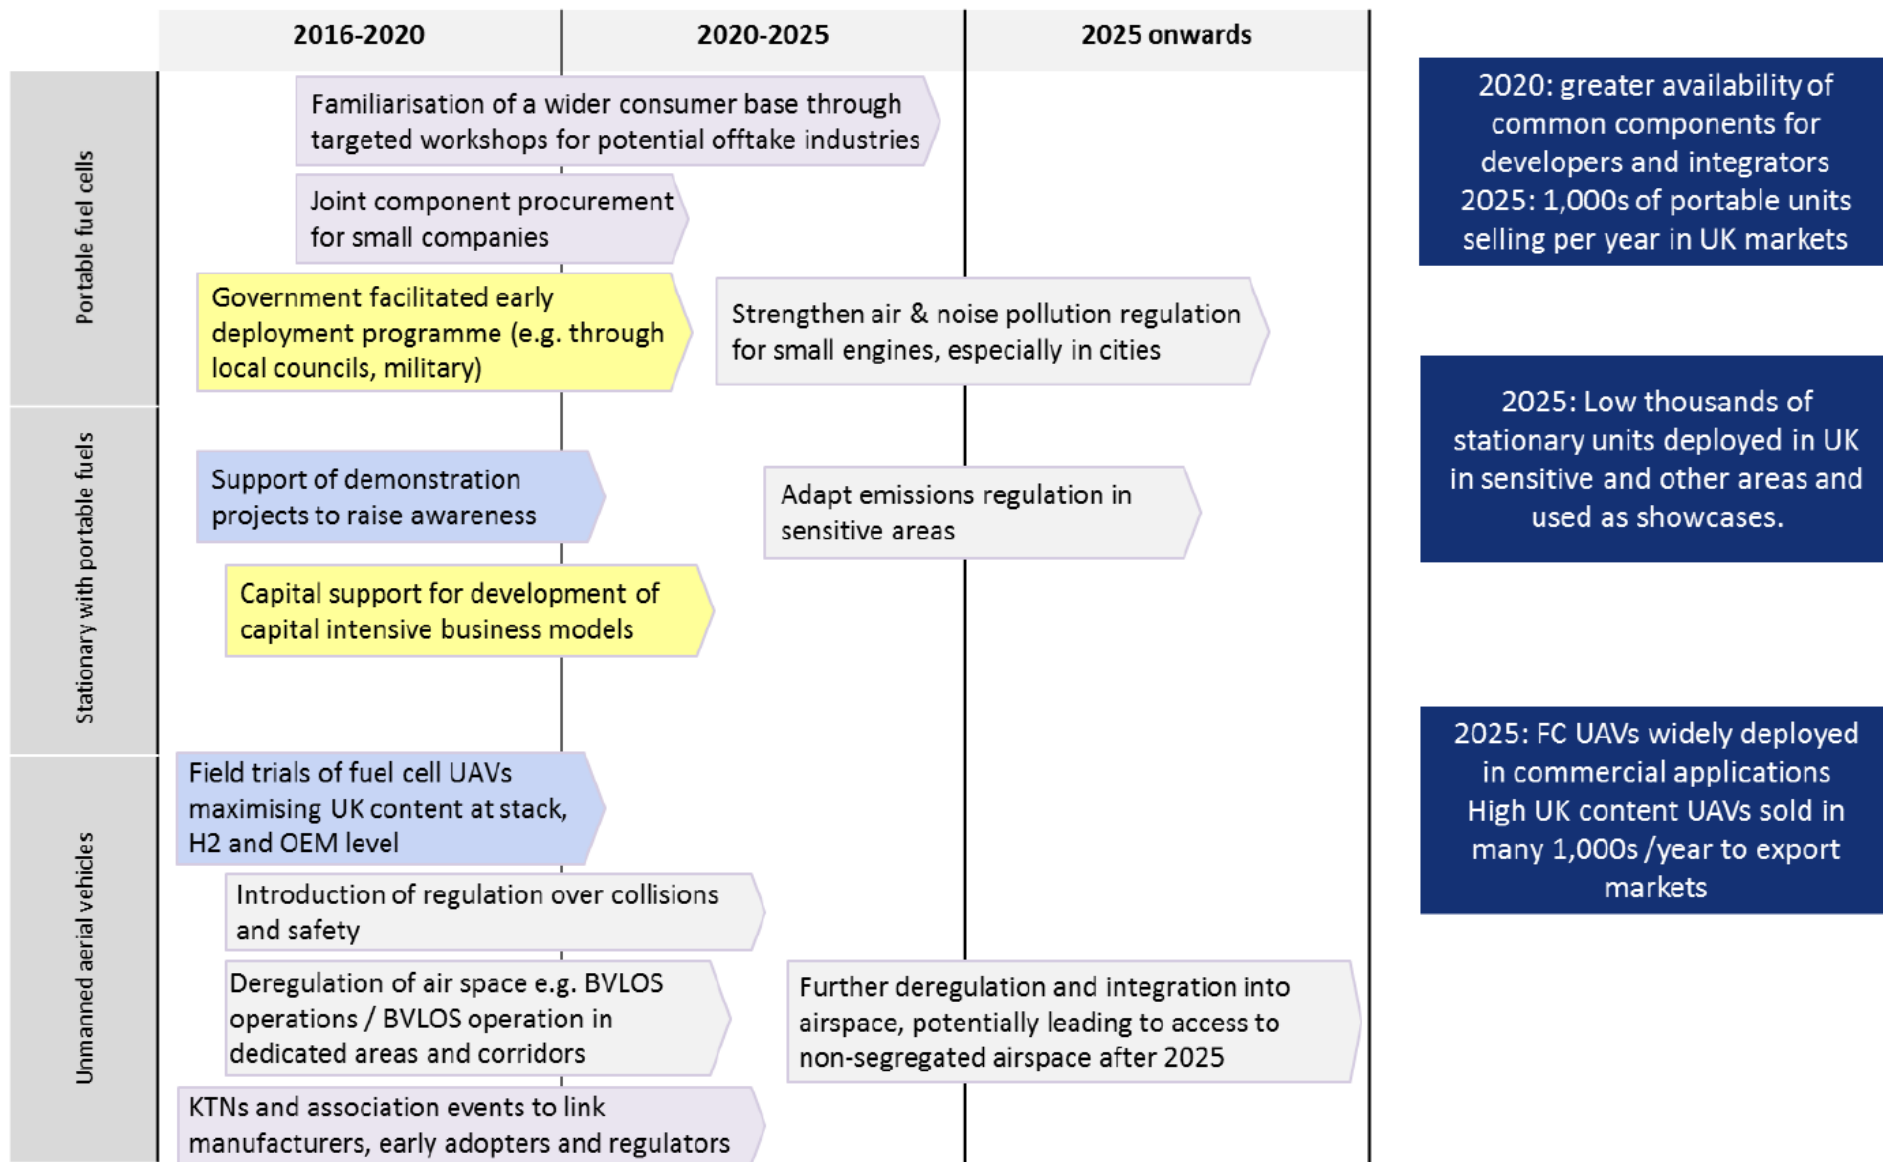 2016-2020
2020-2025
2025 onwards
Portable fuel cells
Familiarisation of a wider consumer base through
targeted workshops for potential offtake industries
Joint component procurement
for small companies
Government facilitated early
deployment programme (e.g. through
local councils, military)
Strengthen air & noise pollution regulation
for small engines, especially in cities
2020: greater availability of
common components for
developers and integrators
2025: 1,000s of portable units
selling per year in UK markets
Stationary with portable fuels
Support of demonstration
projects to raise awareness
Adapt emissions regulation in
sensitive areas
Capital support for development of
capital intensive business models
2025: Low thousands of
stationary units deployed in UK
in sensitive and other areas and
used as showcases.
Unmanned aerial vehicles
Field trials of fuel cell UAVs
maximising UK content at stack,
H2 and OEM level
Introduction of regulation over collisions
and safety
Deregulation of air space e.g. BVLOS
operations / BVLOS operation in
dedicated areas and corridors
Further deregulation and integration into
airspace, potentially leading to access to
non-segregated airspace after 2025
KTNs and association events to link
manufacturers, early adopters and regulators
2025: FC UAVs widely deployed
in commercial applications
High UK content UAVs sold in
many 1,000s /year to export
markets